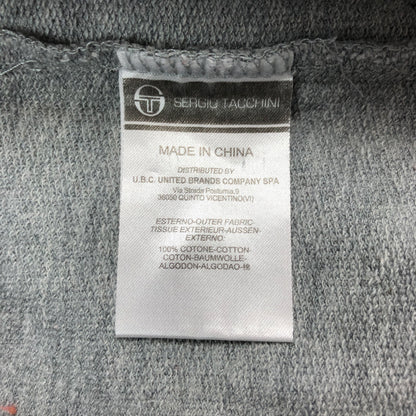 SERGIO TACCHINI
MADE IN CHINA
DISTRIBUTED BY
U.B.C. UNITED BRANDS COMPANY SPA
Via Strada Postumia,9
36050 QUINTO VICENTINO(VI)
ESTERNO-OUTER FABRIC-
TISSUE EXTERIEUR-AUSSEN-
EXTERNO:
100% COTONE-COTTON-
COTON-BAUMWOLLE-
ALGODON-ALGODAO-棉